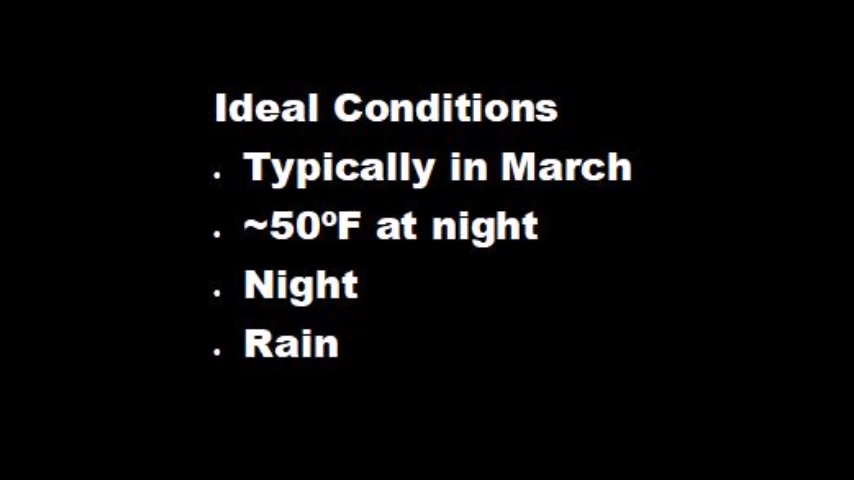 Ideal Conditions
• Typically in March
• ~50ºF at night
• Night
• Rain